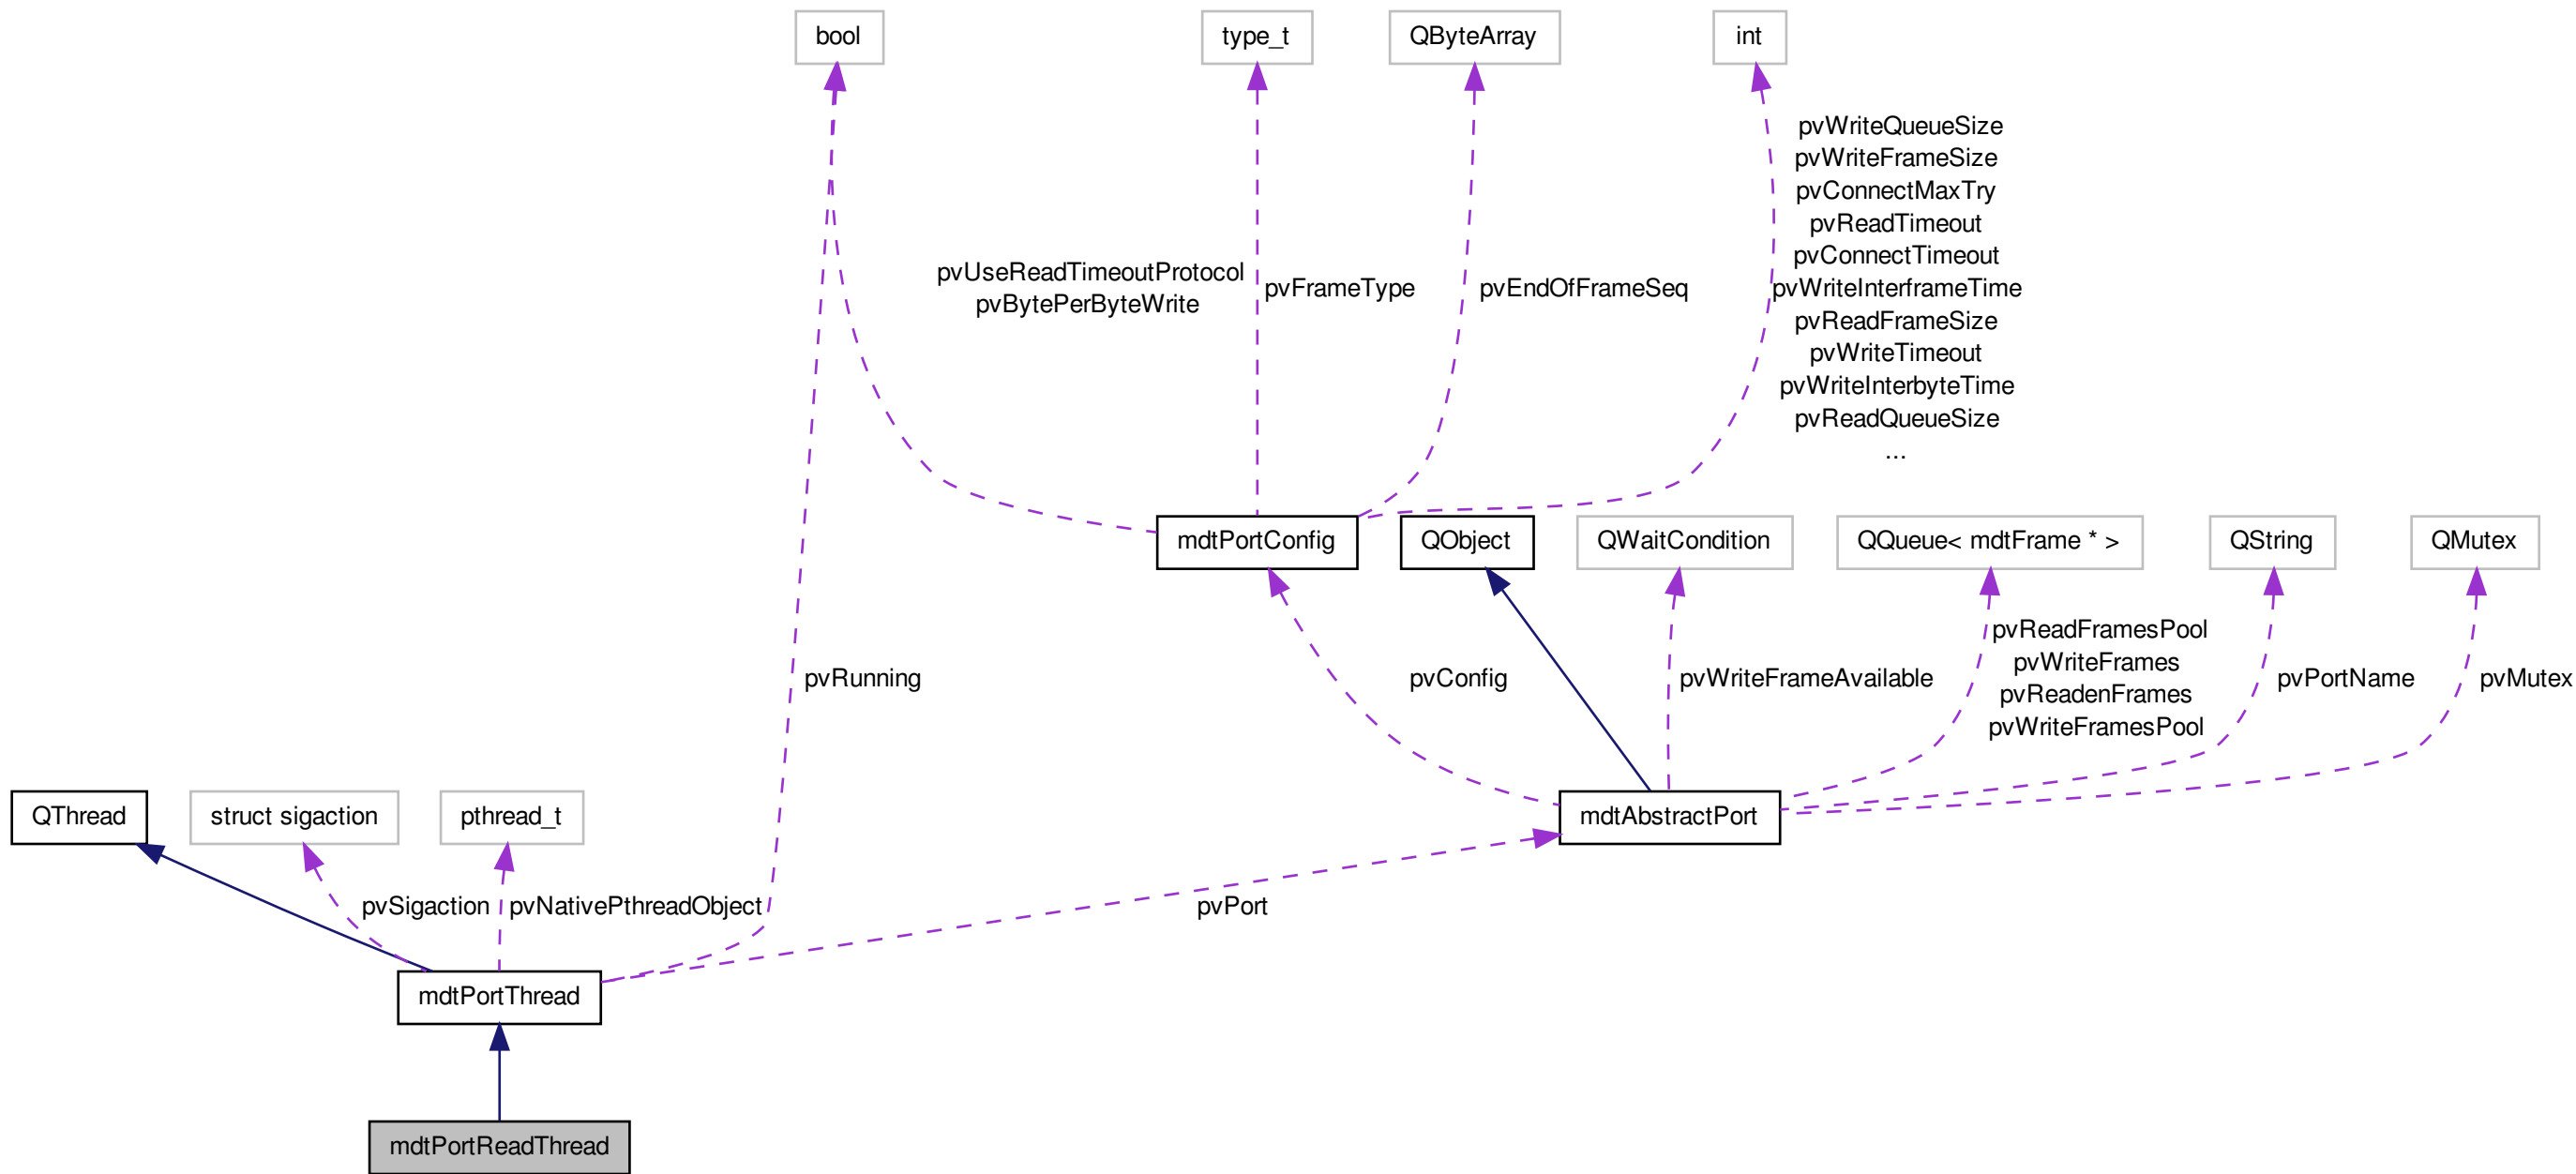 bool
type_t
QByteArray
int
pvWriteQueueSize
pvWriteFrameSize
pvConnectMaxTry
pvReadTimeout
pvConnectTimeout
pvWriteInterframeTime
pvReadFrameSize
pvWriteTimeout
pvWriteInterbyteTime
pvReadQueueSize
...
pvUseReadTimeoutProtocol
pvBytePerByteWrite
pvFrameType
pvEndOfFrameSeq
mdtPortConfig
QObject
QWaitCondition
QQueue< mdtFrame * >
QString
QMutex
pvRunning
pvConfig
pvWriteFrameAvailable
pvReadFramesPool
pvWriteFrames
pvReadenFrames
pvWriteFramesPool
pvPortName
pvMutex
QThread
struct sigaction
pthread_t
mdtAbstractPort
pvSigaction
pvNativePthreadObject
pvPort
mdtPortThread
mdtPortReadThread